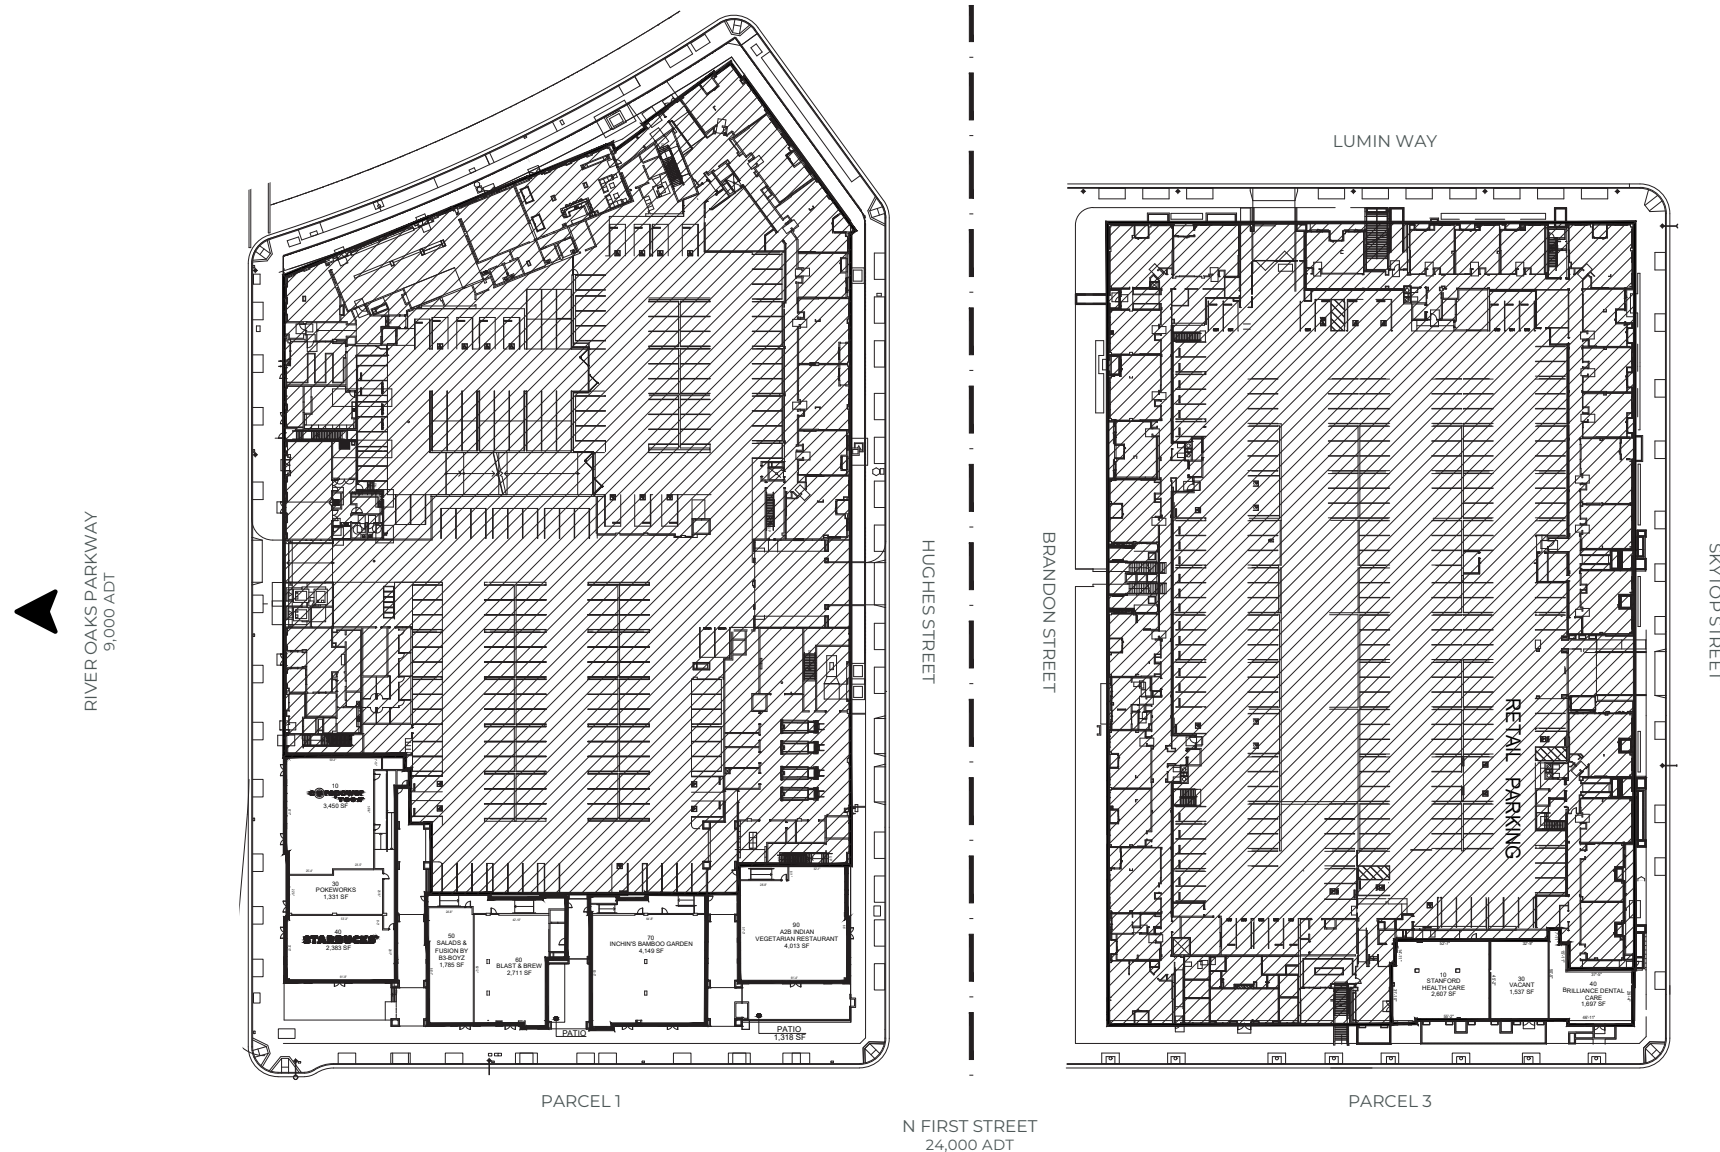 LUMIN WAY
RIVER OAKS PARKWAY
9,000 ADT
HUGHES STREET
BRANDON STREET
SKYTOP STREET
RETAIL PARKING
10
3,450 SF
30
POKEWORKS
1,331 SF
40
STARBUCKS
2,383 SF
50
SALADS &
FUSION BY
B3-BOYZ
1,785 SF
60
BLAST & BREW
2,711 SF
70
INCHIN'S BAMBOO GARDEN
4,149 SF
90
A2B INDIAN
VEGETARIAN RESTAURANT
4,013 SF
PATIO
PATIO
1,318 SF
10
STANFORD
HEALTH CARE
2,607 SF
30
VACANT
1,537 SF
40
BRILLIANCE DENTAL
CARE
1,697 SF
PARCEL 1
PARCEL 3
N FIRST STREET
24,000 ADT